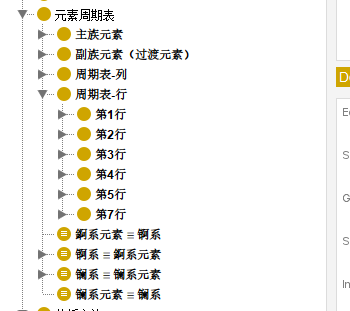 元素周期表
主族元素
副族元素（过渡元素）
周期表-列
周期表-行
第1行
第2行
第3行
第4行
第5行
第7行
錒系元素 ≡ 锕系
锕系 ≡ 錒系元素
镧系 ≡ 镧系元素
镧系元素 ≡ 镧系